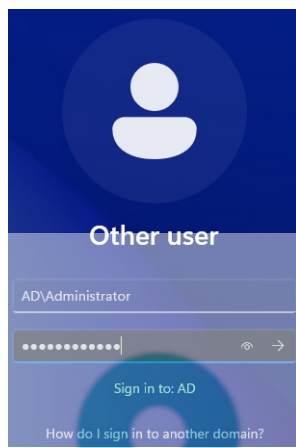 Other user
AD\Administrator
●●●●●●●●●●●●
Sign in to: AD
How do I sign in to another domain?